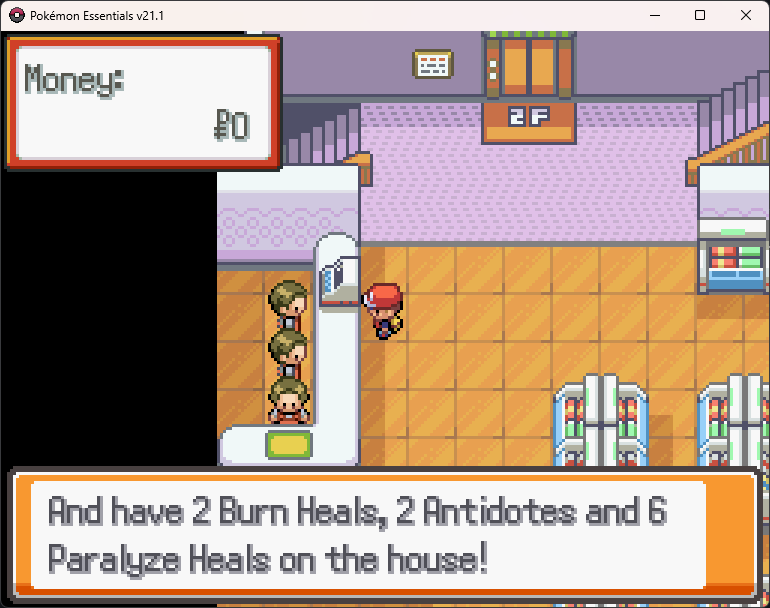 Pokémon Essentials v21.1
Money:
₽0
2F
And have 2 Burn Heals, 2 Antidotes and 6
Paralyze Heals on the house!